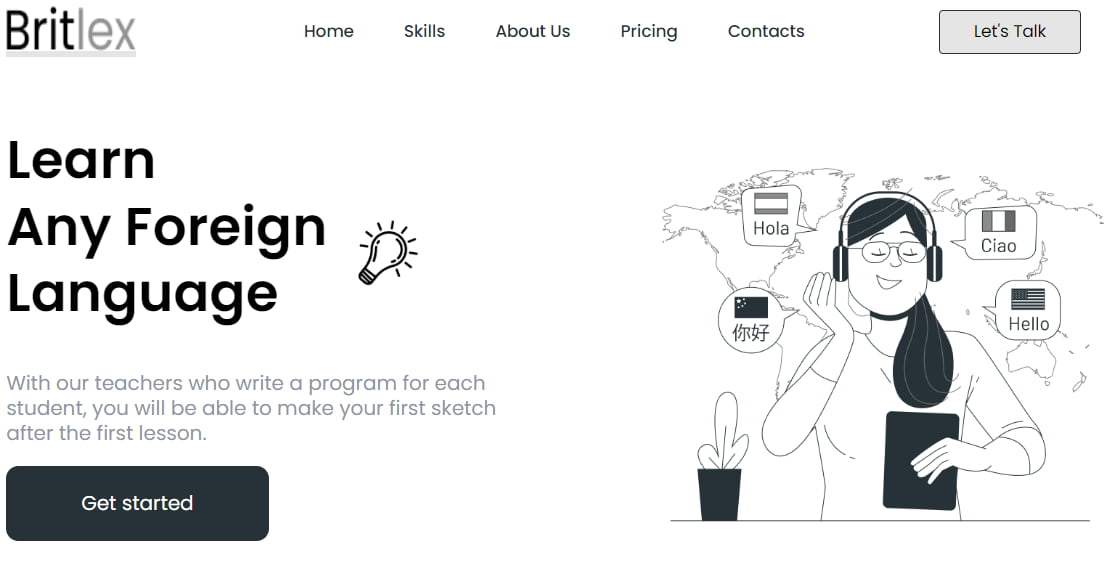 Britlex
Home
Skills
About Us
Pricing
Contacts
Let's Talk
Learn
Any Foreign
Language
With our teachers who write a program for each
student, you will be able to make your first sketch
after the first lesson.
Get started
Hola
Ciao
你好
Hello